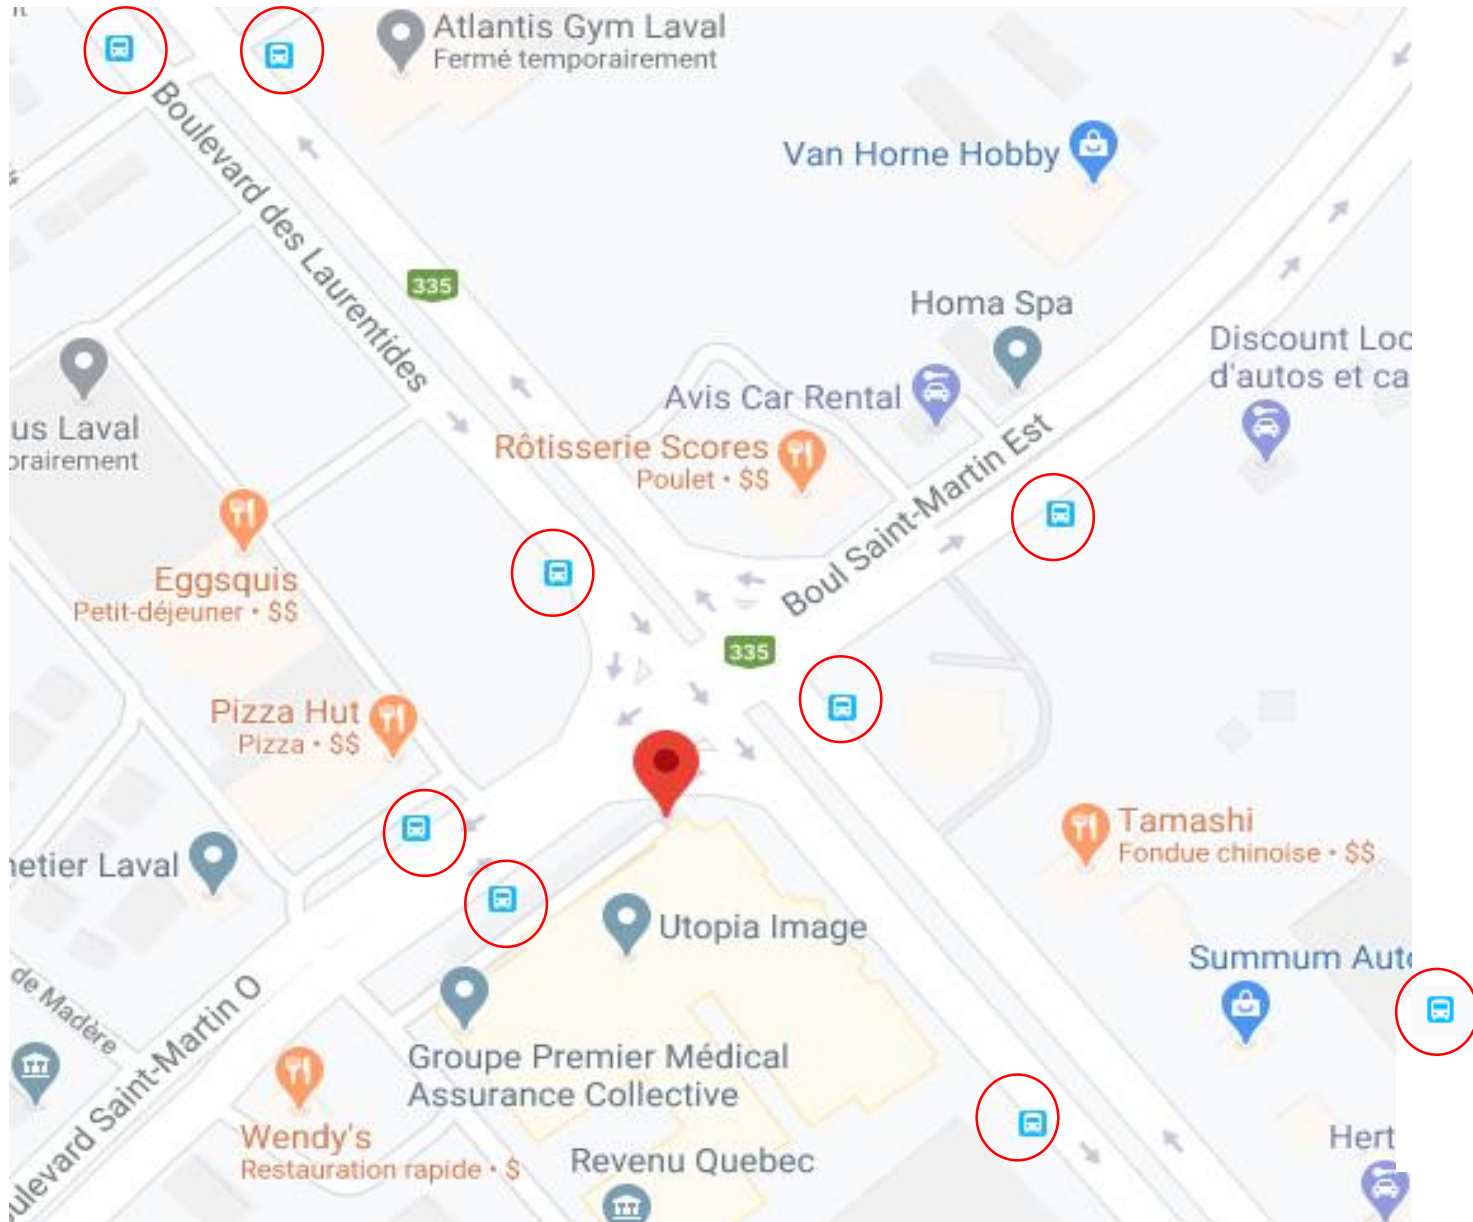 Atlantis Gym Laval
Fermé temporairement
Boulevard des Laurentides
Van Horne Hobby
335
Homa Spa
Discount Loc
d'autos et ca
Avis Car Rental
us Laval
orairement
Rôtisserie Scores
Poulet • $$
Boul Saint-Martin Est
Eggsquis
Petit-déjeuner • $$
335
Pizza Hut
Pizza • $$
Tamashi
Fondue chinoise • $$
netier Laval
Utopia Image
Summum Auto
de Madère
Boulevard Saint-Martin O
Groupe Premier Médical
Assurance Collective
Wendy's
Restauration rapide • $
Revenu Quebec
Hert